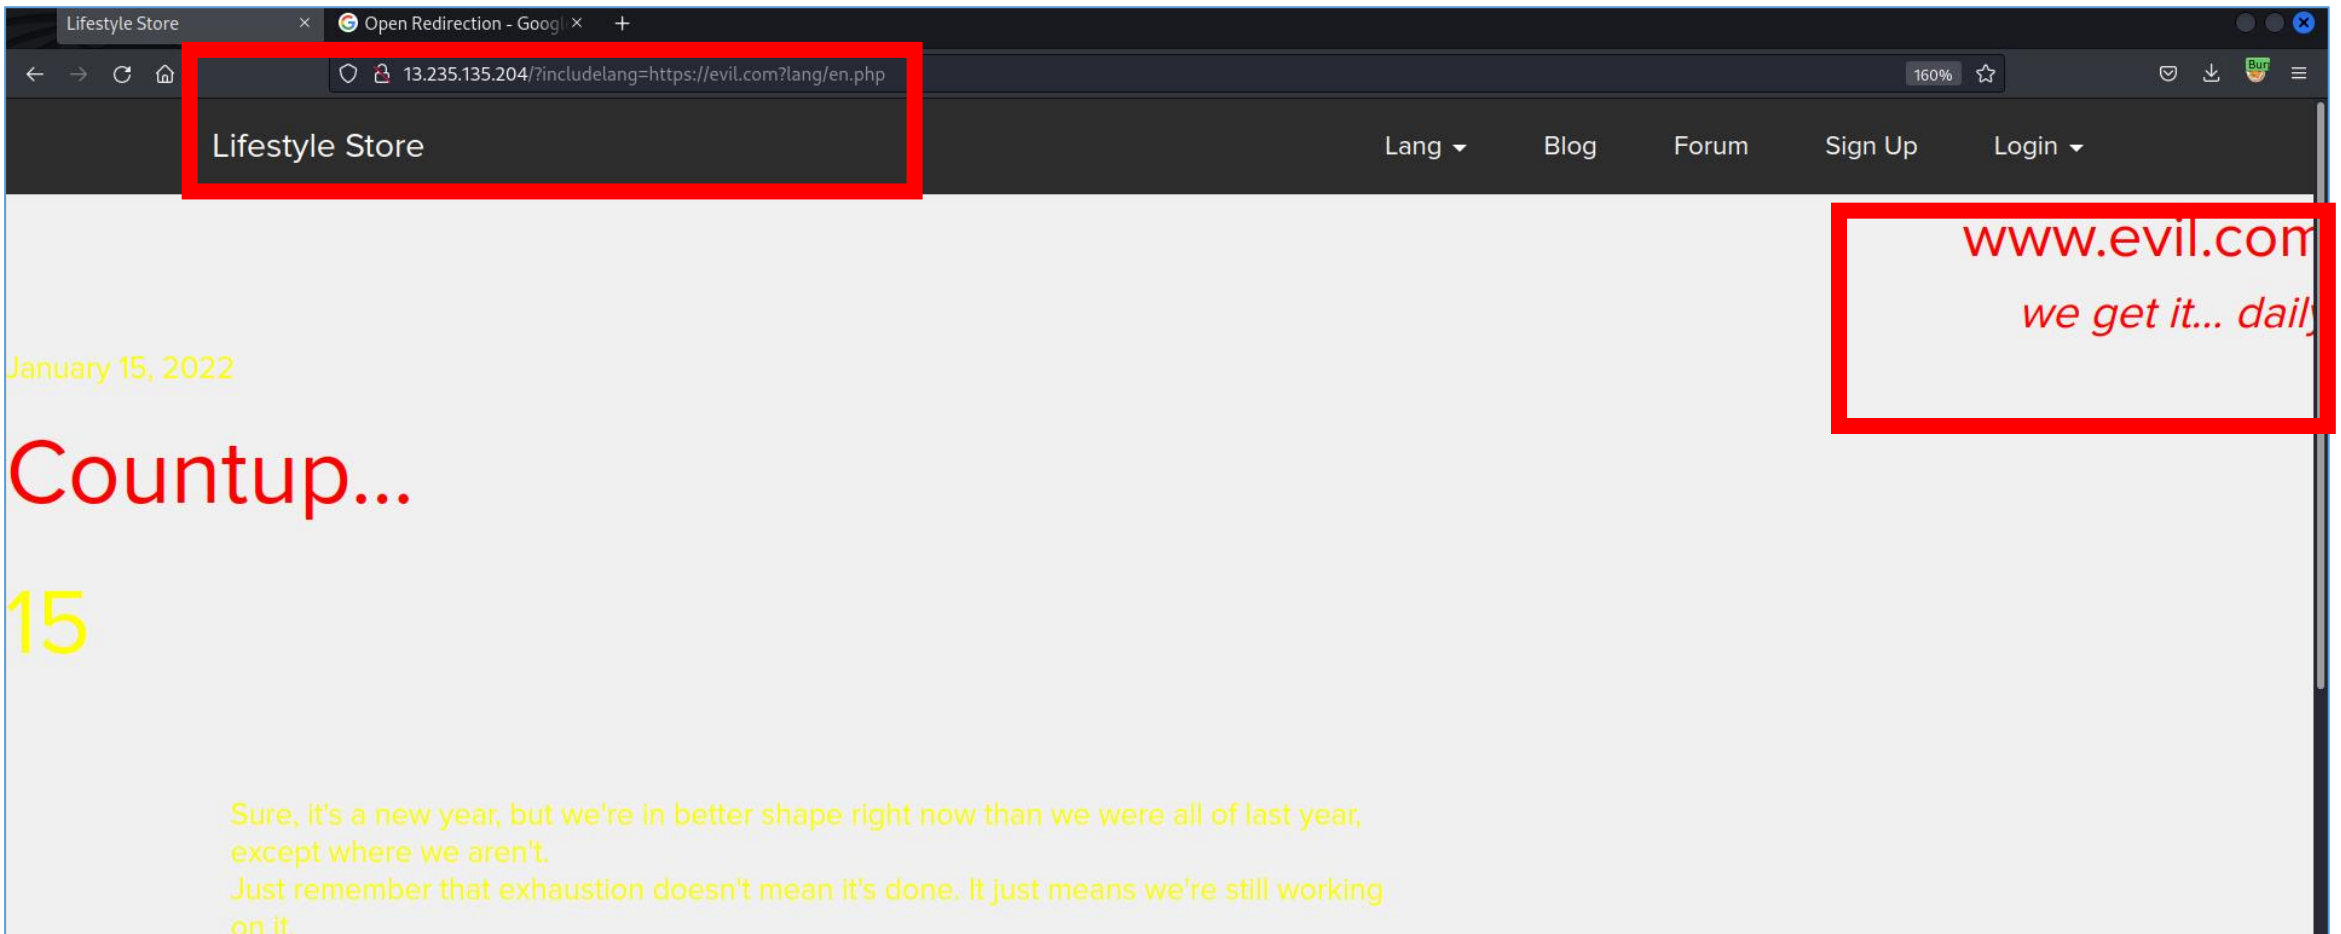 Lifestyle Store
Open Redirection - Googl
13.235.135.204/?includelang=https://evil.com?lang/en.php
160%
Bur
Lifestyle Store
Lang
Blog
Forum
Sign Up
Login
www.evil.com
we get it... daily
January 15, 2022
Countup...
15
Sure, it's a new year, but we're in better shape right now than we were all of last year,
except where we aren't.
Just remember that exhaustion doesn't mean it's done. It just means we're still working
on it.